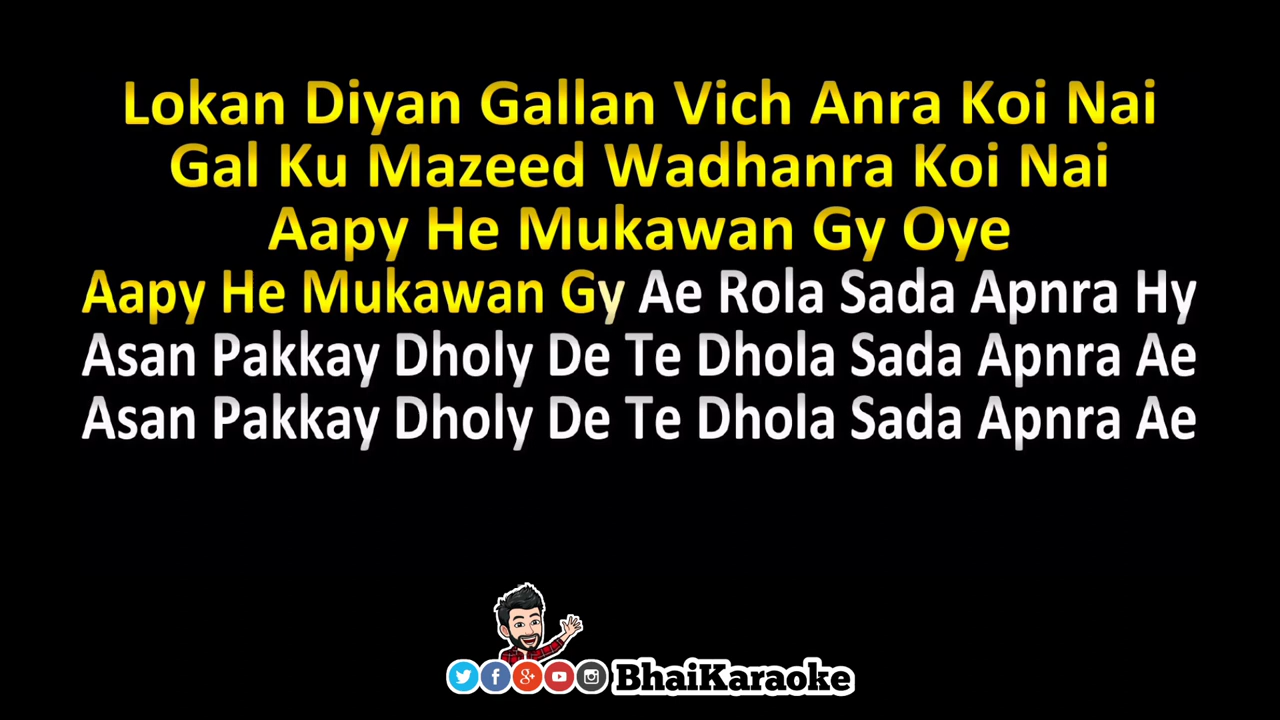 Lokan Diyan Gallan Vich Anra Koi Nai
Gal Ku Mazeed Wadhanra Koi Nai
Aapy He Mukawan Gy Oye
Aapy He Mukawan Gy Ae Rola Sada Apnra Hy
Asan Pakkay Dholy De Te Dhola Sada Apnra Ae
Asan Pakkay Dholy De Te Dhola Sada Apnra Ae
BhaiKaraoke